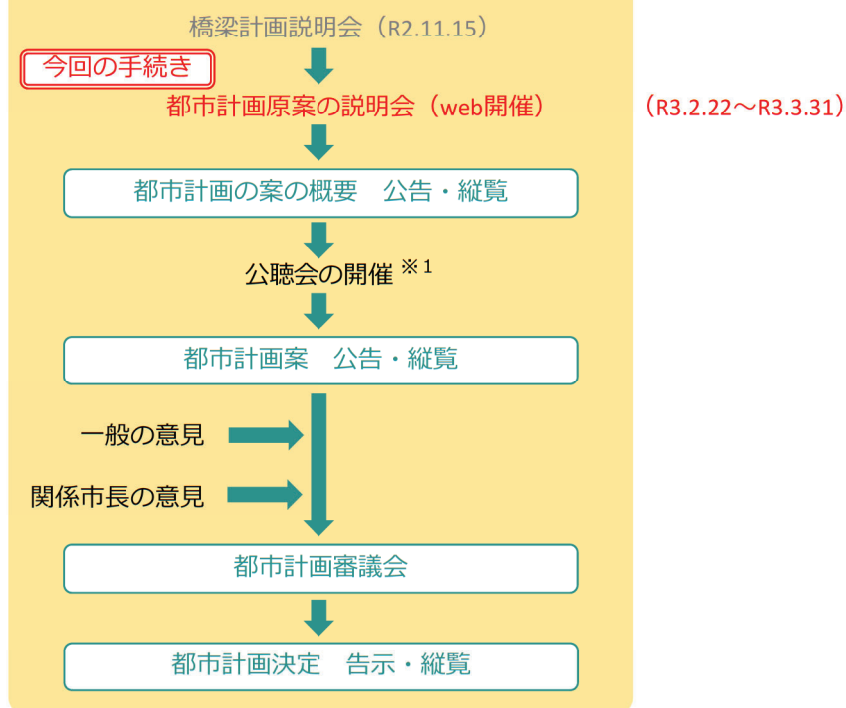 橋梁計画説明会（R2.11.15）
今回の手続き
都市計画原案の説明会（web開催）　（R3.2.22～R3.3.31）
都市計画の案の概要　公告・縦覧
公聴会の開催 ※1
都市計画案　公告・縦覧
一般の意見
関係市長の意見
都市計画審議会
都市計画決定　告示・縦覧